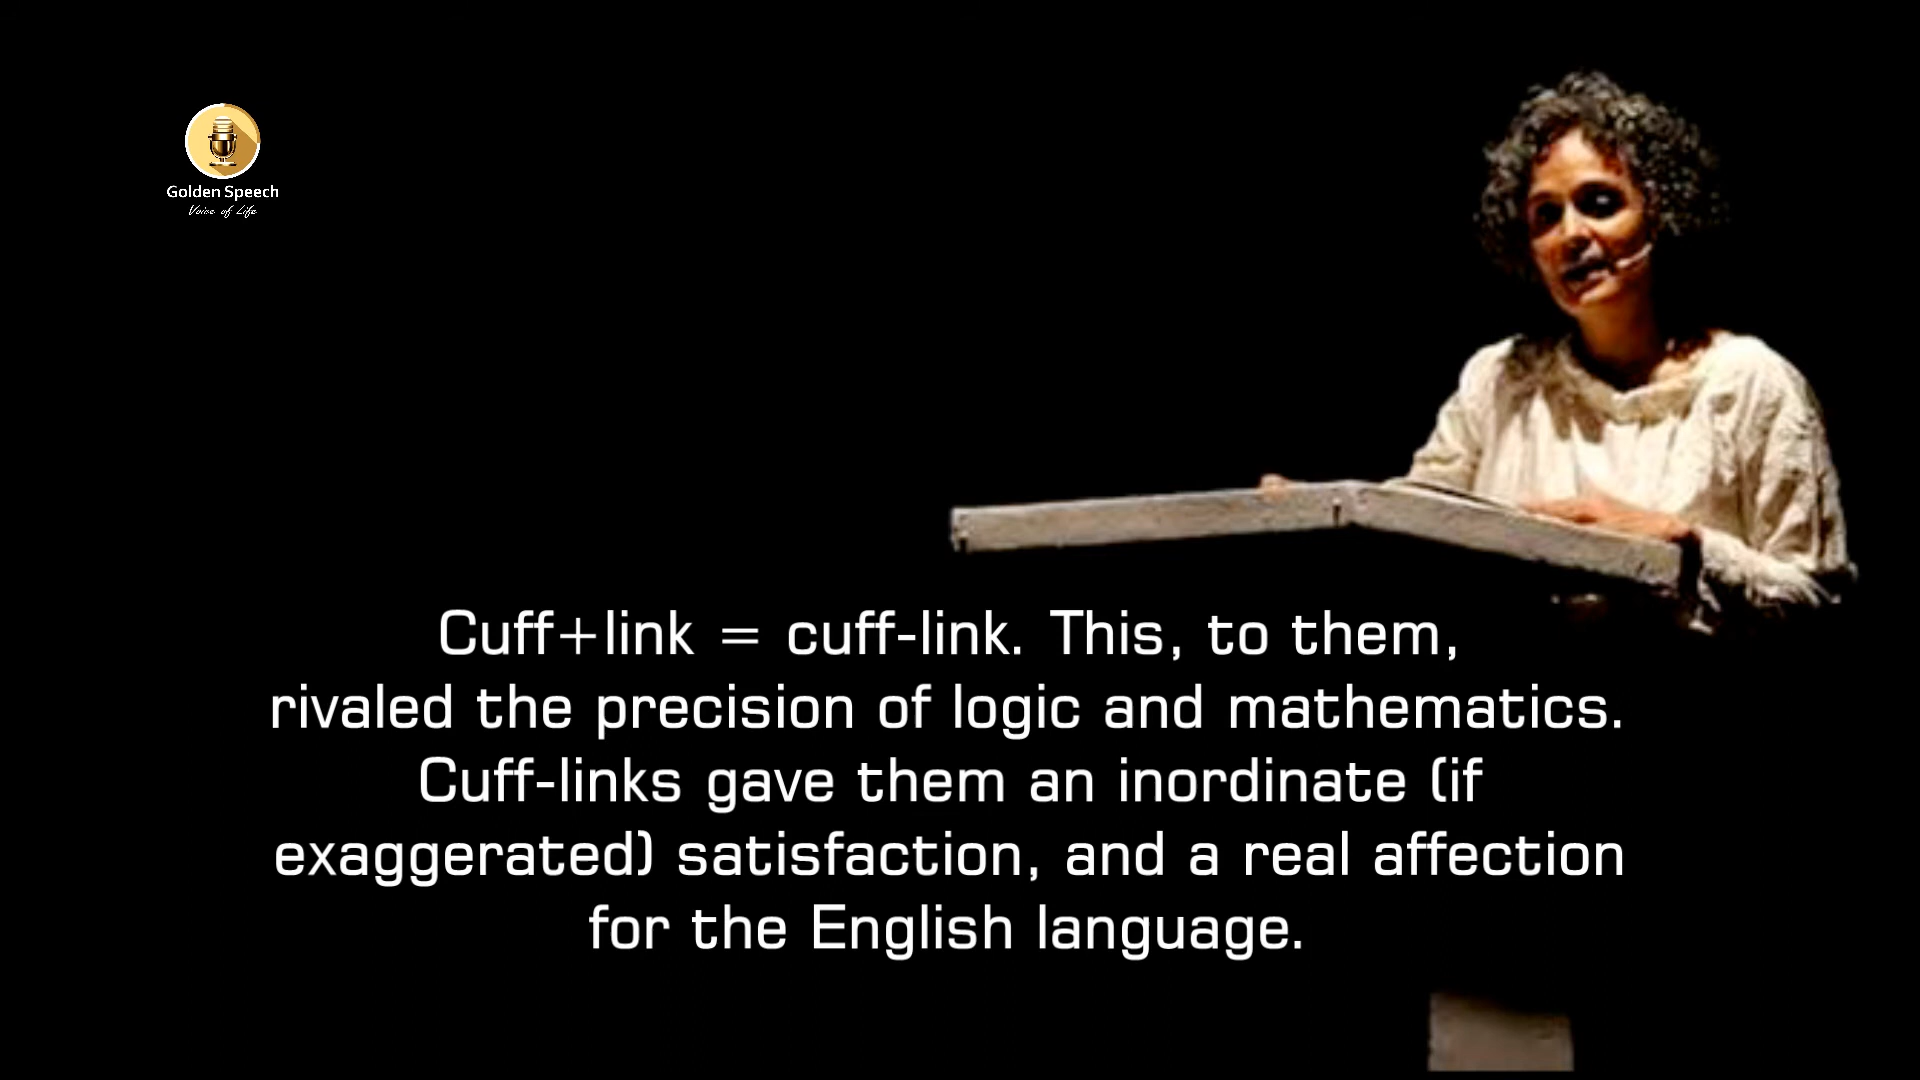 Golden Speech
Voice of Life
Cuff+link = cuff-link. This, to them,
rivaled the precision of logic and mathematics.
Cuff-links gave them an inordinate (if
exaggerated) satisfaction, and a real affection
for the English language.